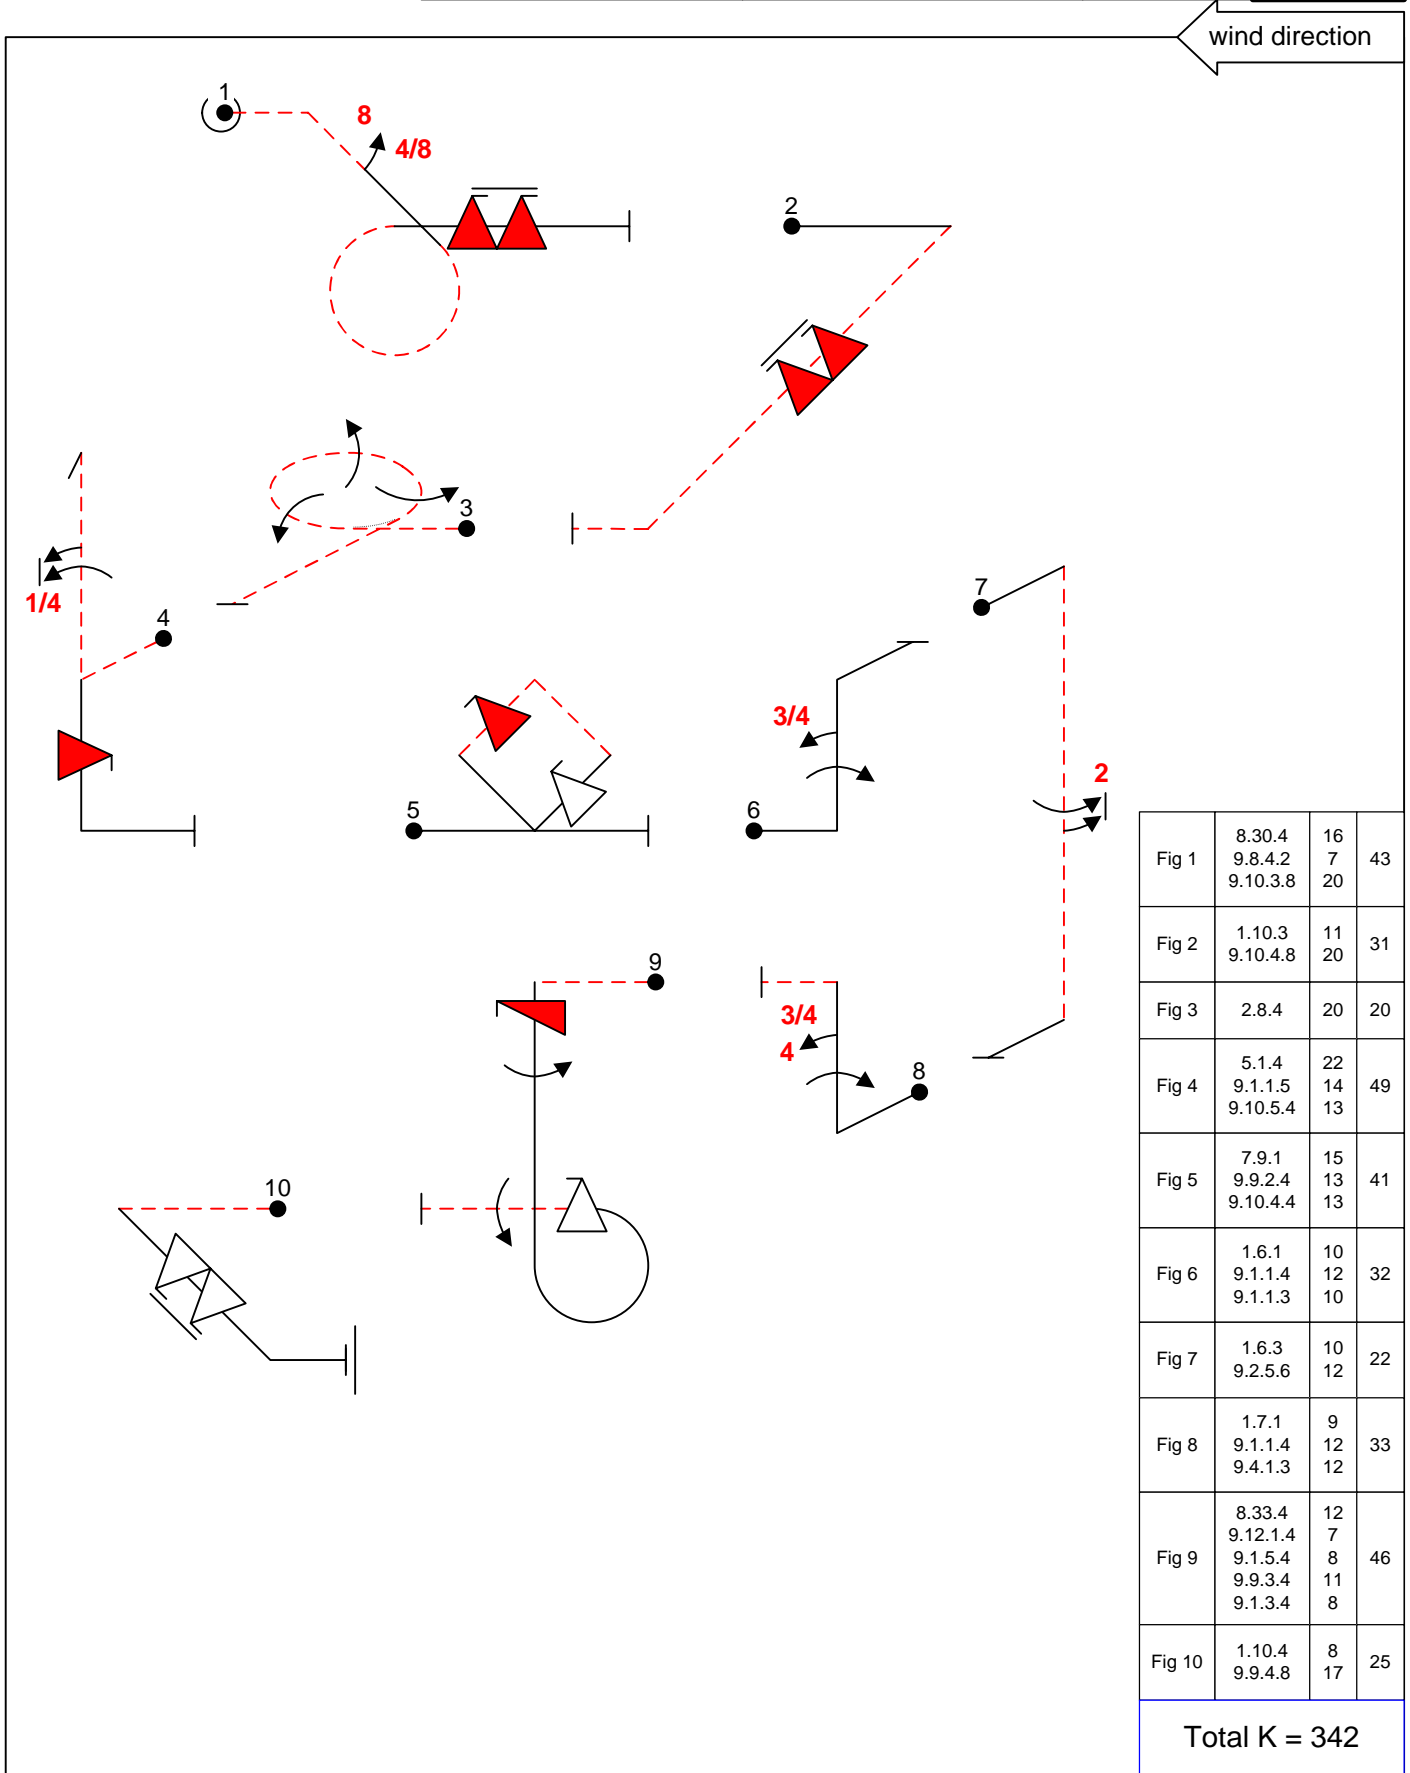 wind direction
1
8
4/8
2
3
1/4
4
7
3/4
5
6
2
9
3/4
4
8
10
Fig 1 8.30.4 16 43
9.8.4.2 7
9.10.3.8 20
Fig 2 1.10.3 11 31
9.10.4.8 20
Fig 3 2.8.4 20 20
Fig 4 5.1.4 22 49
9.1.1.5 14
9.10.5.4 13
Fig 5 7.9.1 15 41
9.9.2.4 13
9.10.4.4 13
Fig 6 1.6.1 10 32
9.1.1.4 12
9.1.1.3 10
Fig 7 1.6.3 10 22
9.2.5.6 12
Fig 8 1.7.1 9 33
9.1.1.4 12
9.4.1.3 12
Fig 9 8.33.4 12 46
9.12.1.4 7
9.1.5.4 8
9.9.3.4 11
9.1.3.4 8
Fig 10 1.10.4 8 25
9.9.4.8 17
Total K = 342